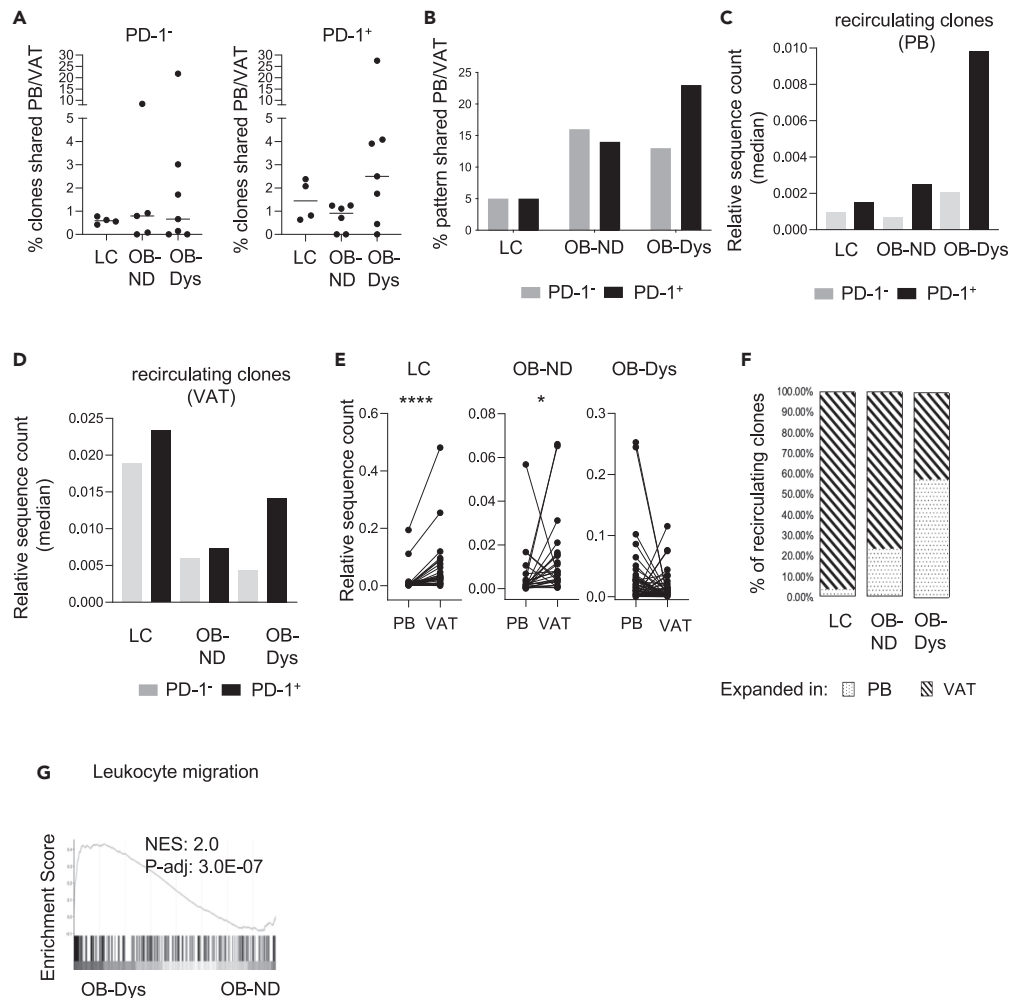 A
PD-1-
PD-1+
% clones shared PB/VAT
30
25
20
15
10
5
4
3
2
1
0
LC
OB-
ND
OB-
Dys
% clones shared PB/VAT
30
25
20
15
10
5
4
3
2
1
0
LC
OB-
ND
OB-
Dys
B
% pattern shared PB/VAT
25
20
15
10
5
0
LC
OB-ND
OB-Dys
PD-1- PD-1+
C
recirculating clones
(PB)
Relative sequence count
(median)
0.010
0.008
0.006
0.004
0.002
0.000
LC
OB-ND
OB-Dys
PD-1- PD-1+
D
recirculating clones
(VAT)
Relative sequence count
(median)
0.025
0.020
0.015
0.010
0.005
0.000
LC
OB-
ND
OB-
Dys
PD-1- PD-1+
E
LC
OB-ND
OB-Dys
****
*
Relative sequence count
0.6
0.4
0.2
0.0
PB VAT
0.08
0.06
0.04
0.02
0.00
PB VAT
0.3
0.2
0.1
0.0
PB VAT
F
% of recirculating clones
100.00%
90.00%
80.00%
70.00%
60.00%
50.00%
40.00%
30.00%
20.00%
10.00%
0.00%
LC
OB-
ND
OB-
Dys
Expanded in: PB VAT
G
Leukocyte migration
Enrichment Score
NES: 2.0
P-adj: 3.0E-07
OB-Dys
OB-ND